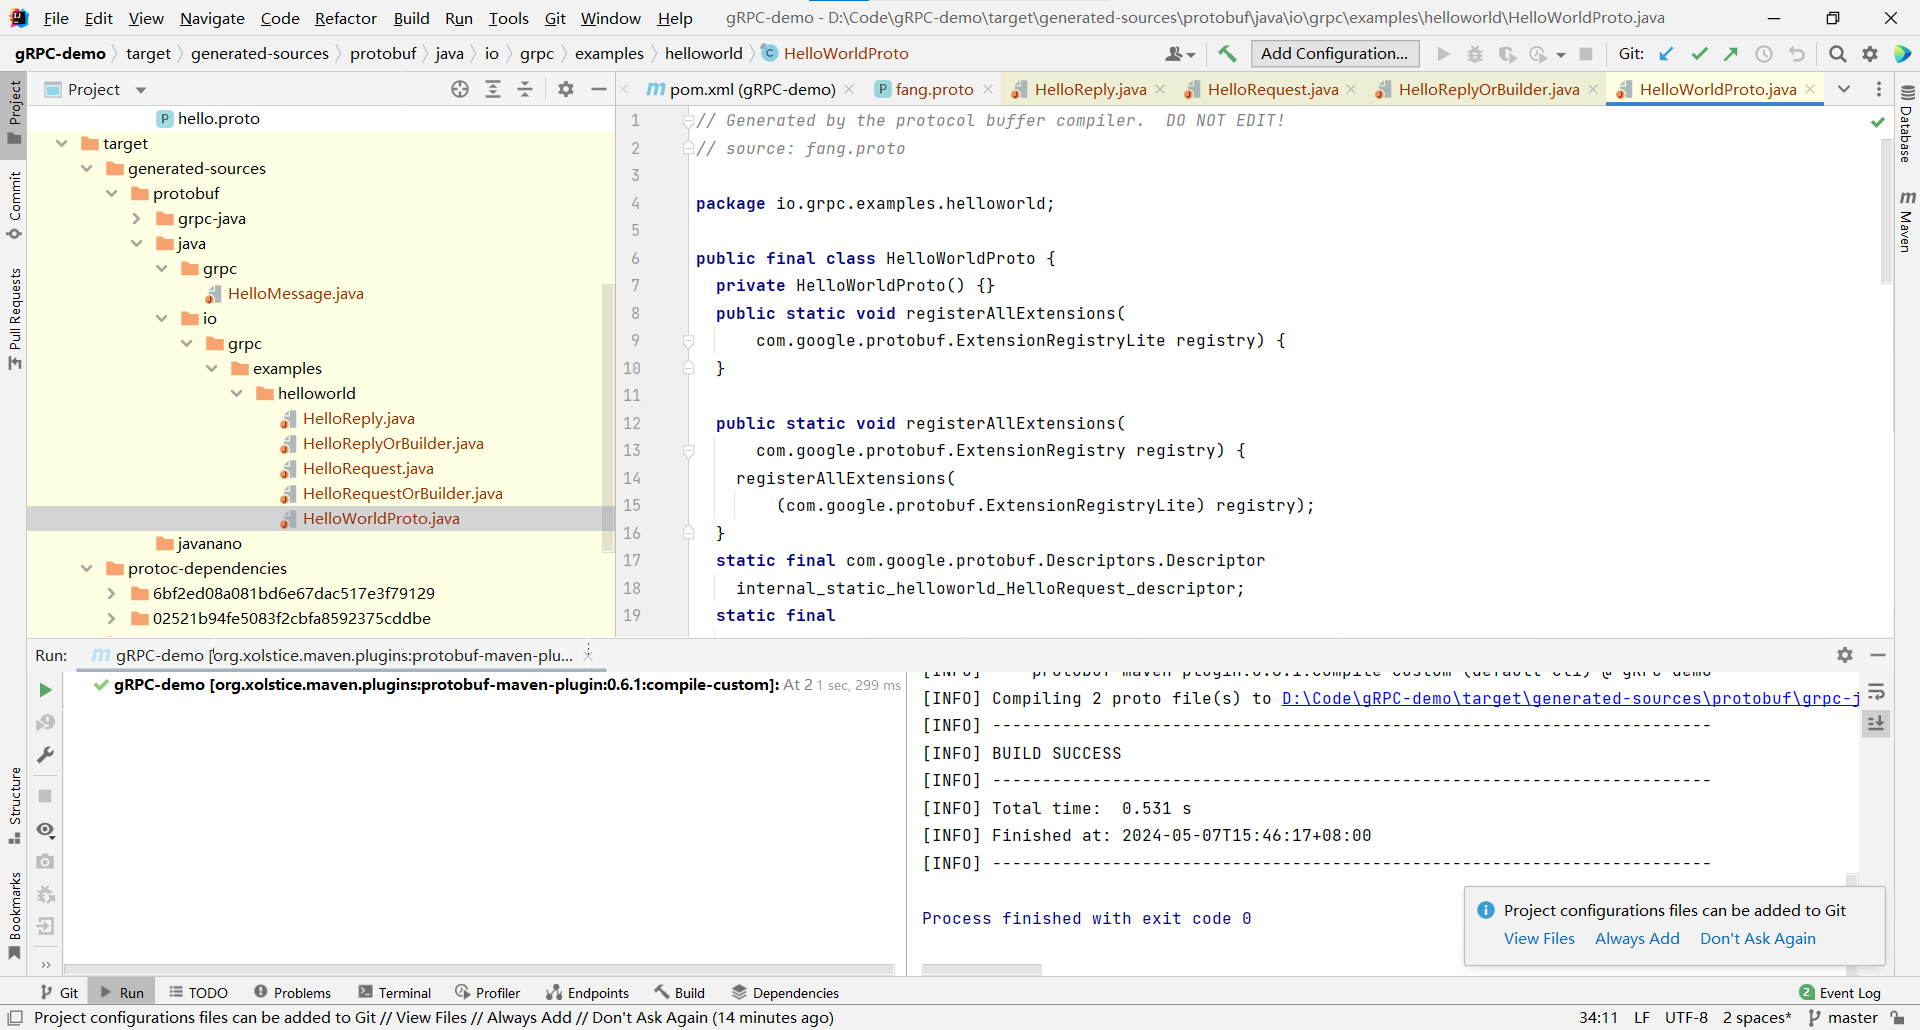 File Edit View Navigate Code Refactor Build Run Tools Git Window Help gRPC-demo - D:\Code\gRPC-demo\target\generated-sources\protobuf\java\io\grpc\examples\helloworld\HelloWorldProto.java
gRPC-demo target generated-sources protobuf java io grpc examples helloworld HelloWorldProto Add Configuration... Git:
Project
pom.xml (gRPC-demo) fang.proto HelloReply.java HelloRequest.java HelloReplyOrBuilder.java HelloWorldProto.java
Project
Commit
Pull Requests
Structure
Bookmarks
hello.proto
target
generated-sources
protobuf
grpc-java
java
grpc
HelloMessage.java
io
grpc
examples
helloworld
HelloReply.java
HelloReplyOrBuilder.java
HelloRequest.java
HelloRequestOrBuilder.java
HelloWorldProto.java
javanano
protoc-dependencies
6bf2ed08a081bd6e67dac517e3f79129
02521b94fe5083f2cbfa8592375cddbe
1 // Generated by the protocol buffer compiler.  DO NOT EDIT!
2 // source: fang.proto
3
4 package io.grpc.examples.helloworld;
5
6 public final class HelloWorldProto {
7 private HelloWorldProto() {}
8 public static void registerAllExtensions(
9 com.google.protobuf.ExtensionRegistryLite registry) {
10 }
11
12 public static void registerAllExtensions(
13 com.google.protobuf.ExtensionRegistry registry) {
14 registerAllExtensions(
15 (com.google.protobuf.ExtensionRegistryLite) registry);
16 }
17 static final com.google.protobuf.Descriptors.Descriptor
18 internal_static_helloworld_HelloRequest_descriptor;
19 static final
Database
Maven
Run: gRPC-demo [org.xolstice.maven.plugins:protobuf-maven-plu...
gRPC-demo [org.xolstice.maven.plugins:protobuf-maven-plugin:0.6.1:compile-custom]: At 2 1 sec, 299 ms
[INFO] --- protobuf-maven-plugin:0.6.1:compile-custom (default-cli) @ gRPC-demo
[INFO] Compiling 2 proto file(s) to D:\Code\gRPC-demo\target\generated-sources\protobuf\grpc-j
[INFO] ------------------------------------------------------------------------
[INFO] BUILD SUCCESS
[INFO] ------------------------------------------------------------------------
[INFO] Total time:  0.531 s
[INFO] Finished at: 2024-05-07T15:46:17+08:00
[INFO] ------------------------------------------------------------------------
Process finished with exit code 0
Project configurations files can be added to Git
View Files Always Add Don't Ask Again
Git Run TODO Problems Terminal Profiler Endpoints Build Dependencies 2 Event Log
Project configurations files can be added to Git // View Files // Always Add // Don't Ask Again (14 minutes ago) 34:11 LF UTF-8 2 spaces* master